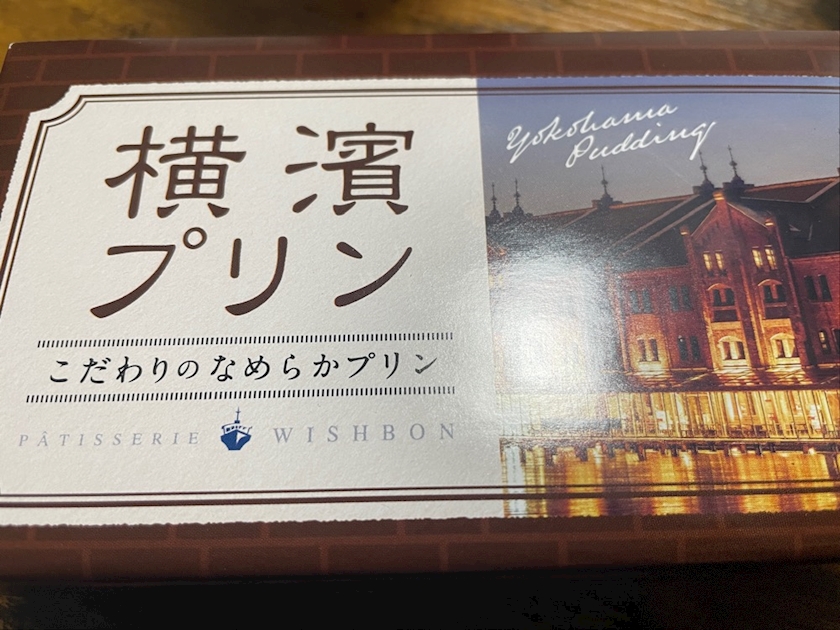 横濱
プリン
こだわりのなめらかプリン
PÂTISSERIE WISHBON
Yokohama
Pudding